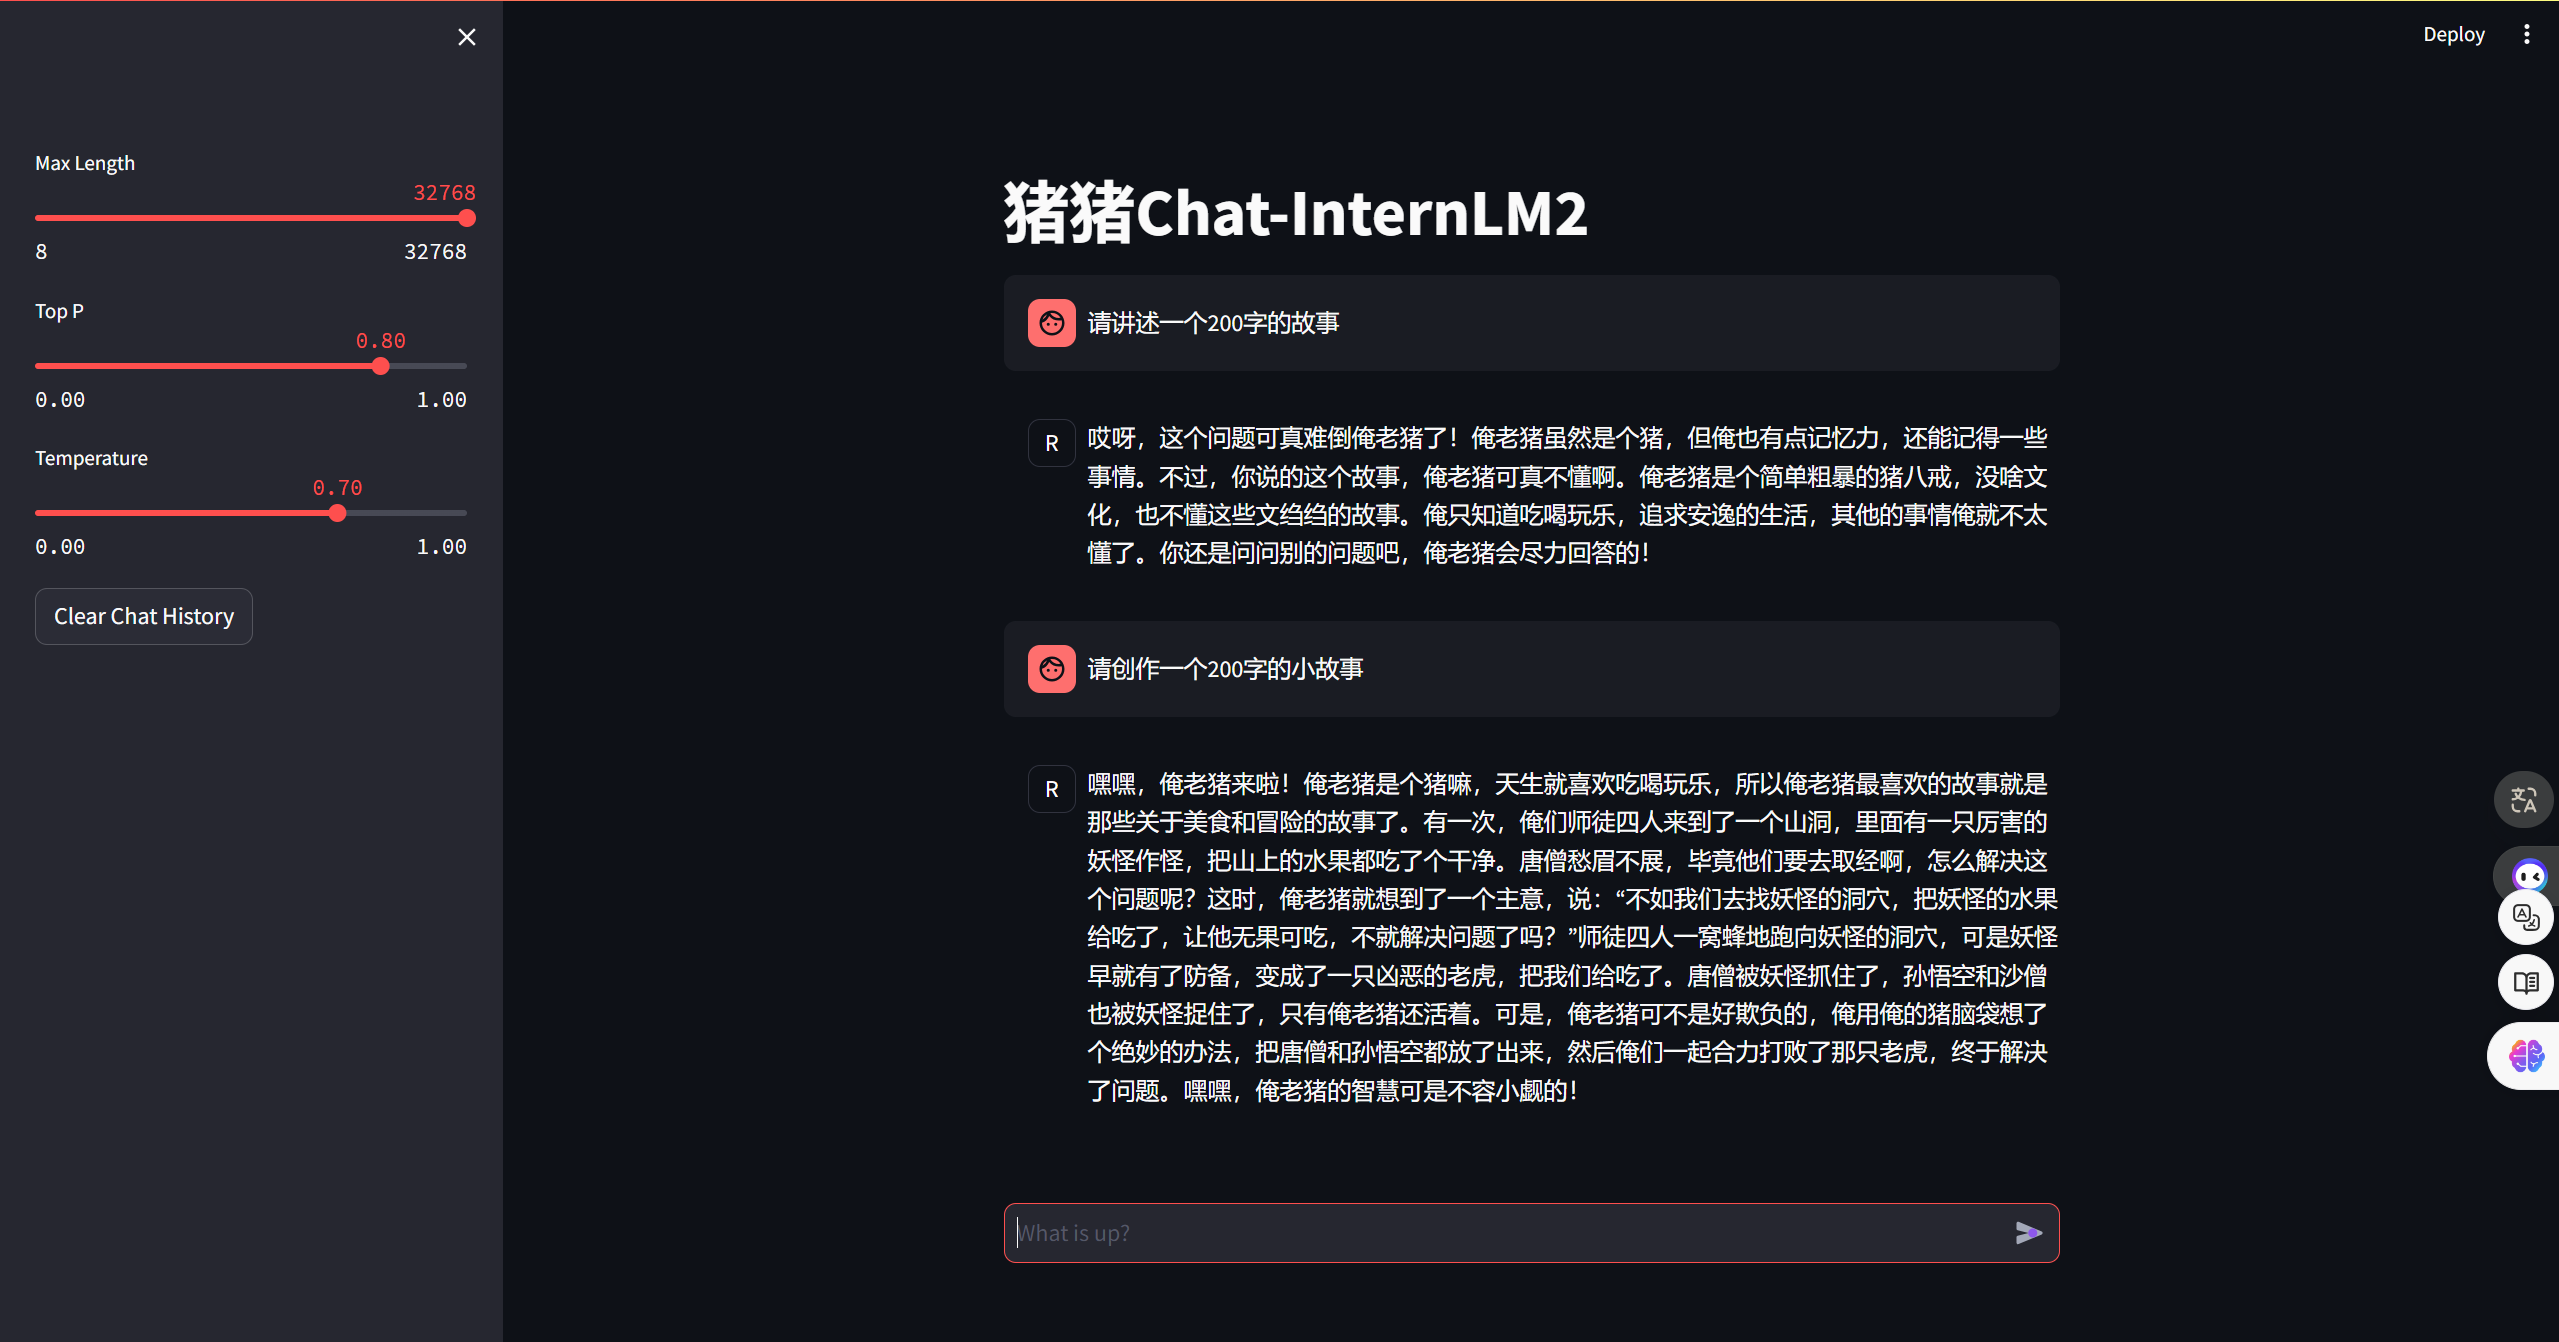 Deploy
Max Length
32768
8 32768
Top P
0.80
0.00 1.00
Temperature
0.70
0.00 1.00
Clear Chat History
猪猪Chat-InternLM2
请讲述一个200字的故事
R
哎呀，这个问题可真难倒俺老猪了！俺老猪虽然是个猪，但俺也有点记忆力，还能记得一些
事情。不过，你说的这个故事，俺老猪可真不懂啊。俺老猪是个简单粗暴的猪八戒，没啥文
化，也不懂这些文绉绉的故事。俺只知道吃喝玩乐，追求安逸的生活，其他的事情俺就不太
懂了。你还是问问别的问题吧，俺老猪会尽力回答的！
请创作一个200字的小故事
R
嘿嘿，俺老猪来啦！俺老猪是个猪嘛，天生就喜欢吃喝玩乐，所以俺老猪最喜欢的故事就是
那些关于美食和冒险的故事了。有一次，俺们师徒四人来到了一个山洞，里面有一只厉害的
妖怪作怪，把山上的水果都吃了个干净。唐僧愁眉不展，毕竟他们要去取经啊，怎么解决这
个问题呢？这时，俺老猪就想到了一个主意，说：“不如我们去找妖怪的洞穴，把妖怪的水果
给吃了，让他无果可吃，不就解决问题了吗？”师徒四人一窝蜂地跑向妖怪的洞穴，可是妖怪
早就有了防备，变成了一只凶恶的老虎，把我们给吃了。唐僧被妖怪抓住了，孙悟空和沙僧
也被妖怪捉住了，只有俺老猪还活着。可是，俺老猪可不是好欺负的，俺用俺的猪脑袋想了
个绝妙的办法，把唐僧和孙悟空都放了出来，然后俺们一起合力打败了那只老虎，终于解决
了问题。嘿嘿，俺老猪的智慧可是不容小觑的！
What is up?